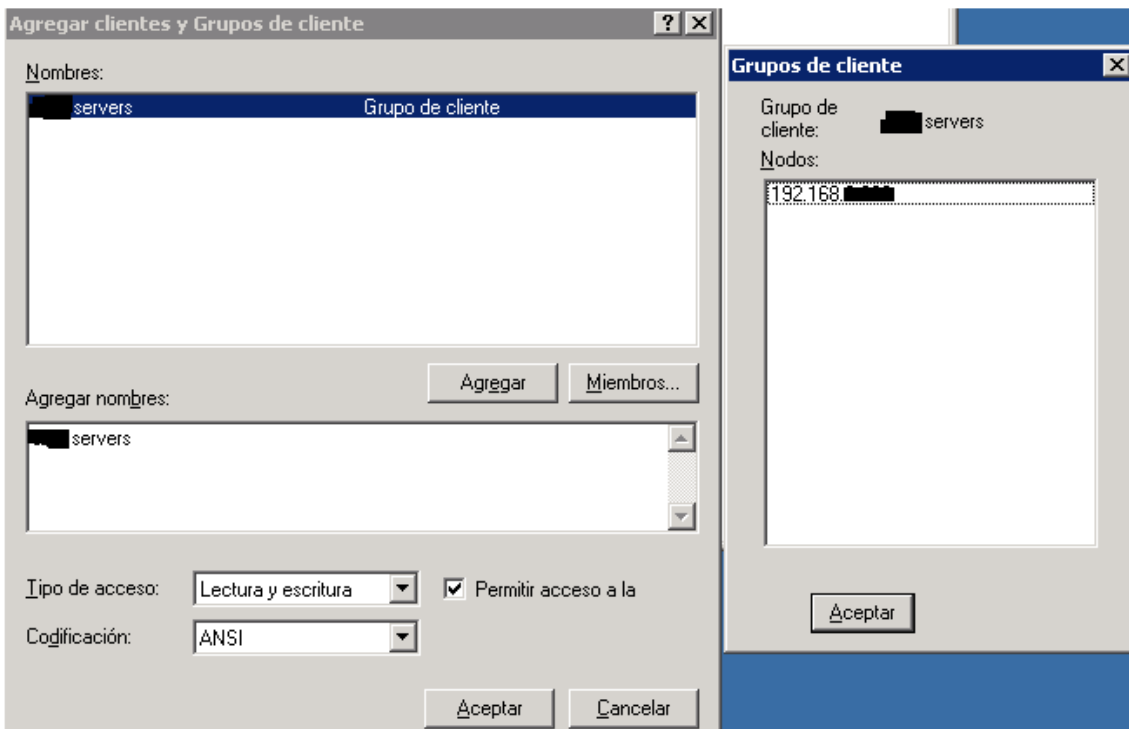 Agregar clientes y Grupos de cliente
Nombres:
servers Grupo de cliente
Agregar
Miembros...
Agregar nombres:
servers
Tipo de acceso:
Lectura y escritura
Permitir acceso a la
Codificación:
ANSI
Aceptar
Cancelar
Grupos de cliente
Grupo de
cliente:
servers
Nodos:
192.168.
Aceptar